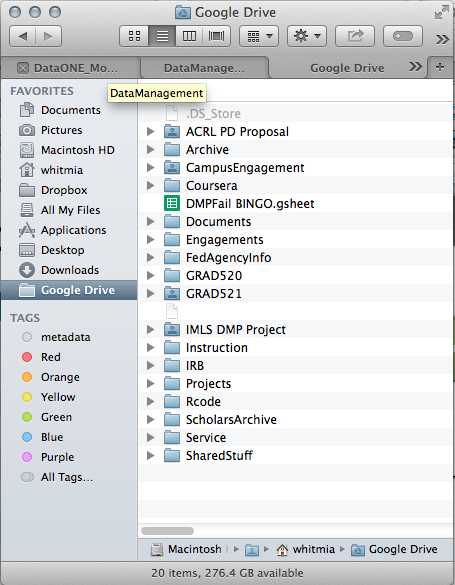 Google Drive
DataONE_Mo...
DataManage...
Google Drive
DataManagement
FAVORITES
Documents
Pictures
Macintosh HD
whitmia
Dropbox
All My Files
Applications
Desktop
Downloads
Google Drive
TAGS
metadata
Red
Orange
Yellow
Green
Blue
Purple
All Tags...
.DS_Store
ACRL PD Proposal
Archive
CampusEngagement
Coursera
DMPFail BINGO.gsheet
Documents
Engagements
FedAgencyInfo
GRAD520
GRAD521
IMLS DMP Project
Instruction
IRB
Projects
Rcode
ScholarsArchive
Service
SharedStuff
Macintosh
whitmia
Google Drive
20 items, 276.4 GB available